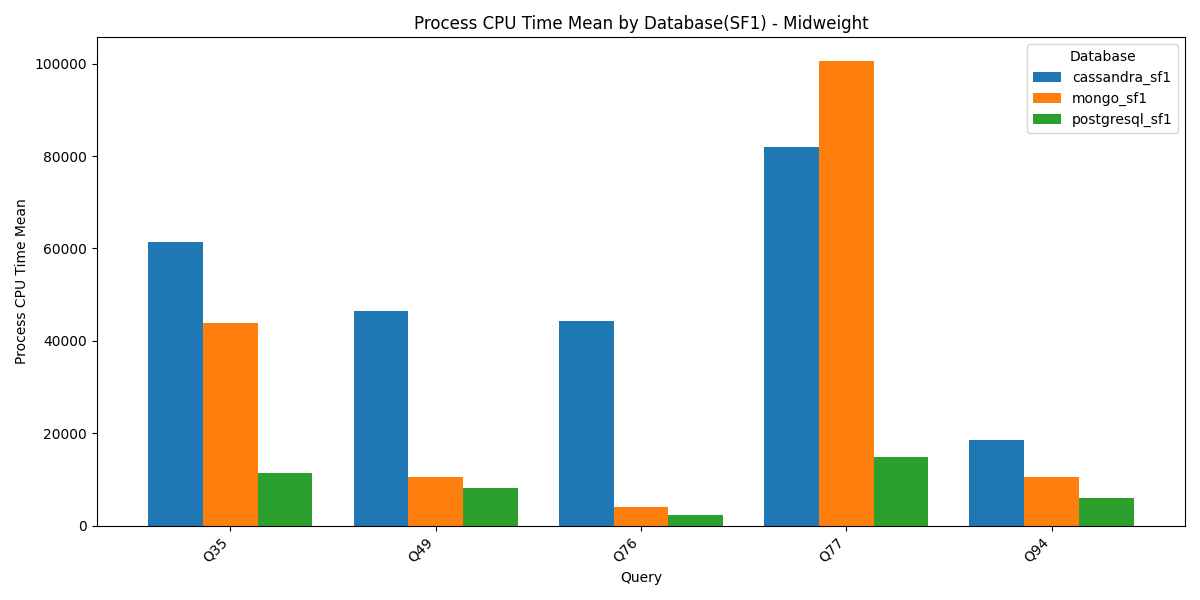 Process CPU Time Mean by Database(SF1) - Midweight
Database
cassandra_sf1
mongo_sf1
postgresql_sf1
Process CPU Time Mean
100000
80000
60000
40000
20000
0
Q35
Q49
Q76
Q77
Q94
Query